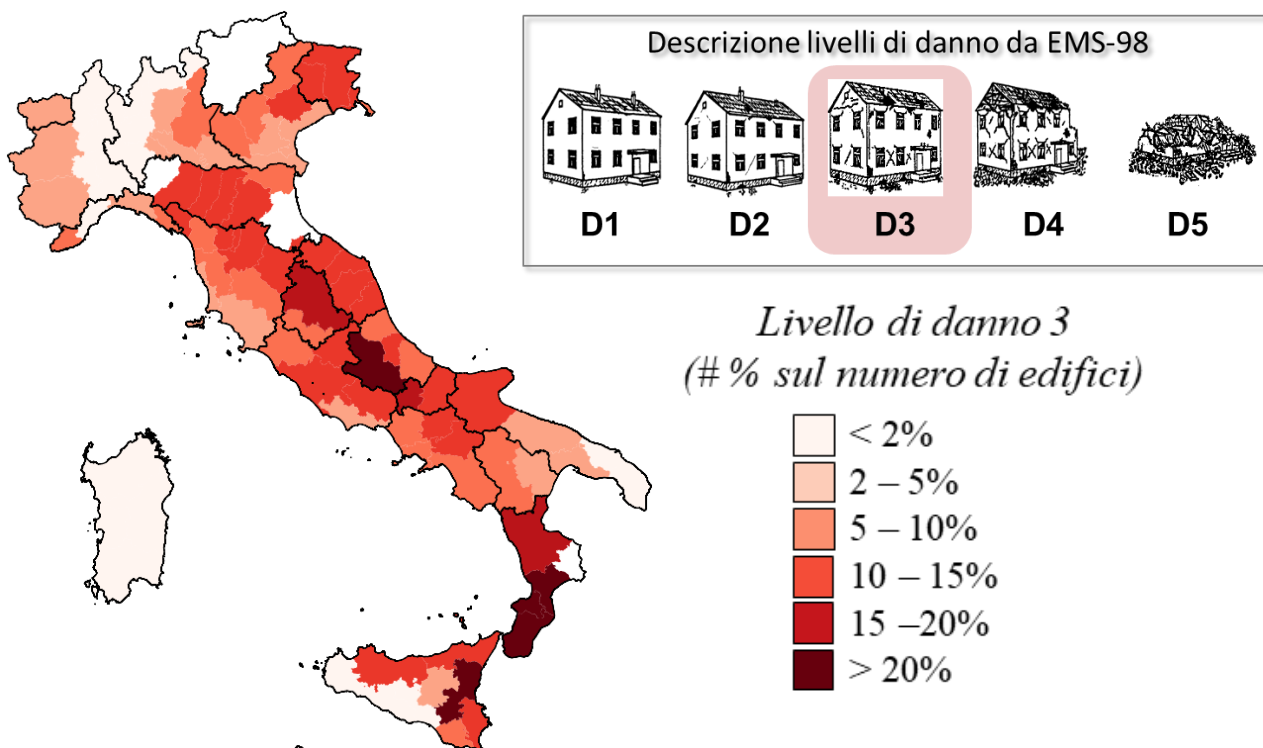 Descrizione livelli di danno da EMS-98
D1 D2 D3 D4 D5
Livello di danno 3
(# % sul numero di edifici)
< 2%
2 – 5%
5 – 10%
10 – 15%
15 –20%
> 20%